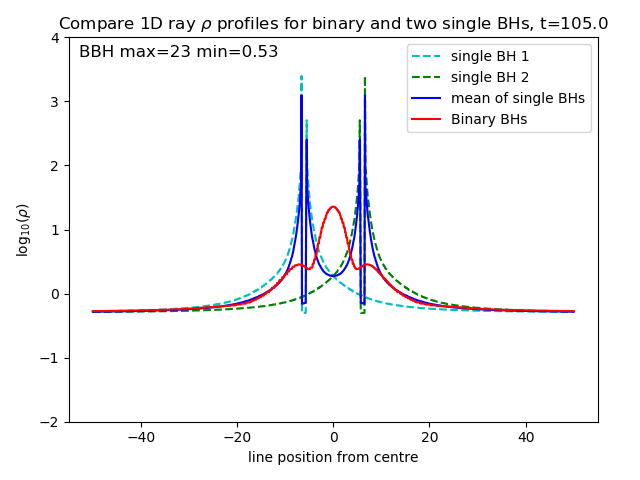 Compare 1D ray ρ profiles for binary and two single BHs, t=105.0
BBH max=23 min=0.53
single BH 1
single BH 2
mean of single BHs
Binary BHs
4
3
2
1
0
−1
−2
log₁₀(ρ)
−40 −20 0 20 40
line position from centre